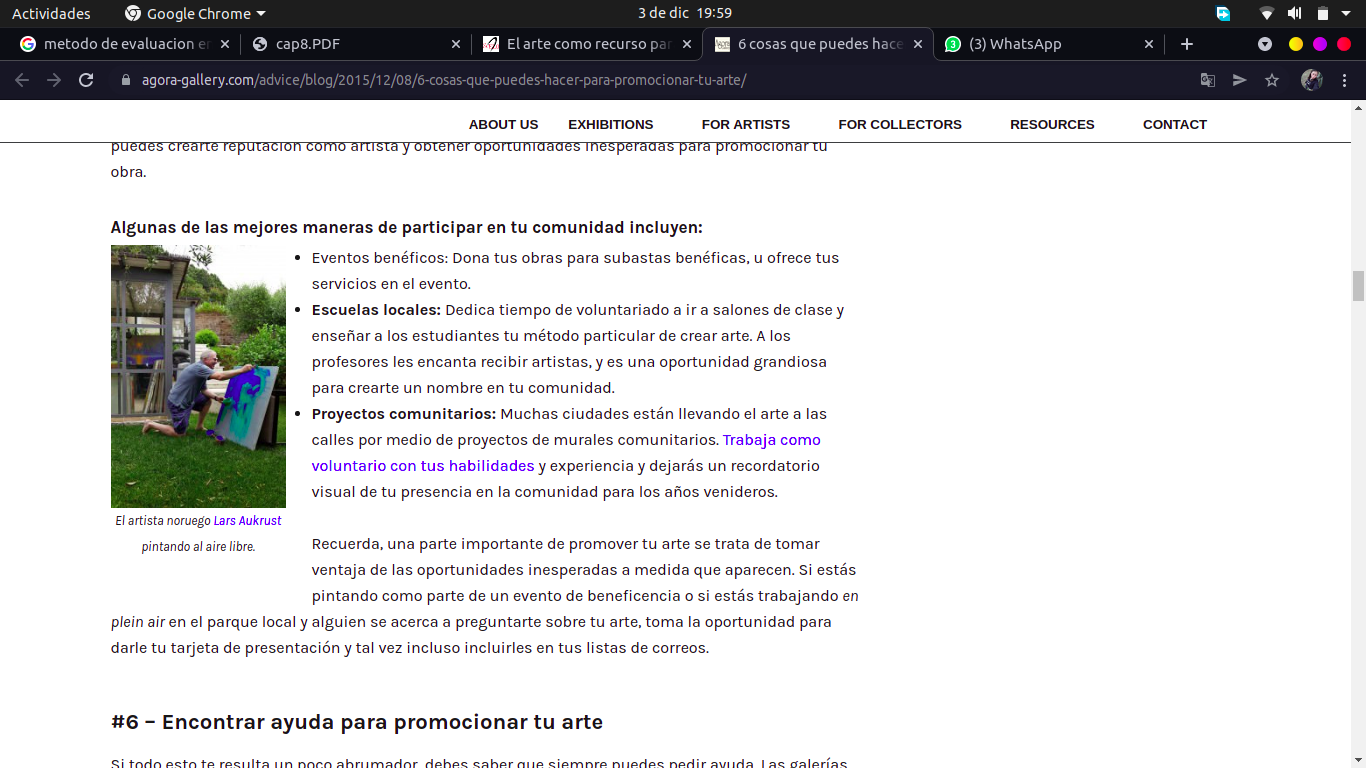 Actividades
Google Chrome
3 de dic 19:59
metodo de evaluacion en
cap8.PDF
El arte como recurso par
6 cosas que puedes hace
(3) WhatsApp
agora-gallery.com/advice/blog/2015/12/08/6-cosas-que-puedes-hacer-para-promocionar-tu-arte/
ABOUT US EXHIBITIONS FOR ARTISTS FOR COLLECTORS RESOURCES CONTACT
puedes crearte reputación como artista y obtener oportunidades inesperadas para promocionar tu
obra.
Algunas de las mejores maneras de participar en tu comunidad incluyen:
Eventos benéficos: Dona tus obras para subastas benéficas, u ofrece tus
servicios en el evento.
Escuelas locales: Dedica tiempo de voluntariado a ir a salones de clase y
enseñar a los estudiantes tu método particular de crear arte. A los
profesores les encanta recibir artistas, y es una oportunidad grandiosa
para crearte un nombre en tu comunidad.
Proyectos comunitarios: Muchas ciudades están llevando el arte a las
calles por medio de proyectos de murales comunitarios. Trabaja como
voluntario con tus habilidades y experiencia y dejarás un recordatorio
visual de tu presencia en la comunidad para los años venideros.
El artista noruego Lars Aukrust
pintando al aire libre.
Recuerda, una parte importante de promover tu arte se trata de tomar
ventaja de las oportunidades inesperadas a medida que aparecen. Si estás
pintando como parte de un evento de beneficencia o si estás trabajando en
plein air en el parque local y alguien se acerca a preguntarte sobre tu arte, toma la oportunidad para
darle tu tarjeta de presentación y tal vez incluso incluirles en tus listas de correos.
#6 – Encontrar ayuda para promocionar tu arte
Si todo esto te resulta un poco abrumador, debes saber que siempre puedes pedir ayuda. Las galerías